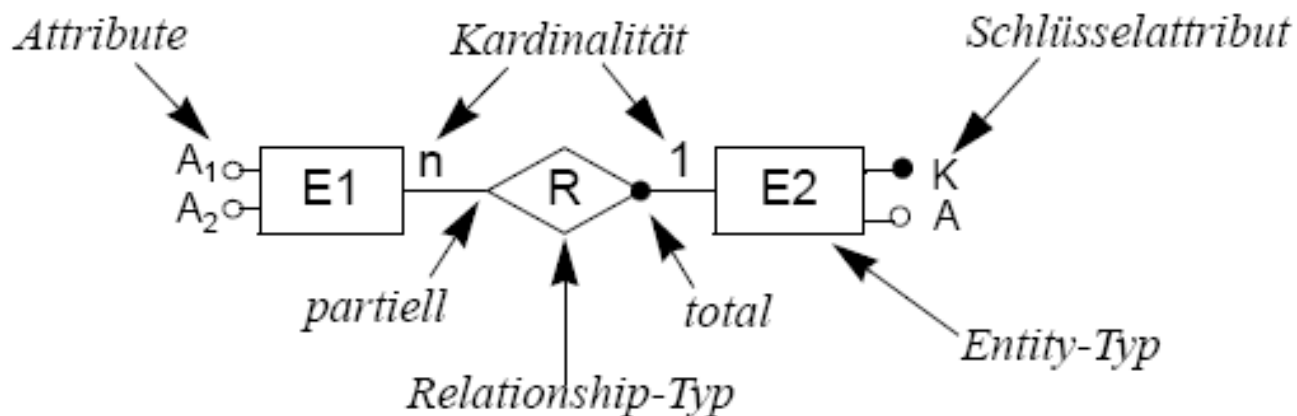 Attribute Kardinalität Schlüsselattribut
A1 n 1 K
E1 R E2
A2 A
partiell total
Entity-Typ
Relationship-Typ